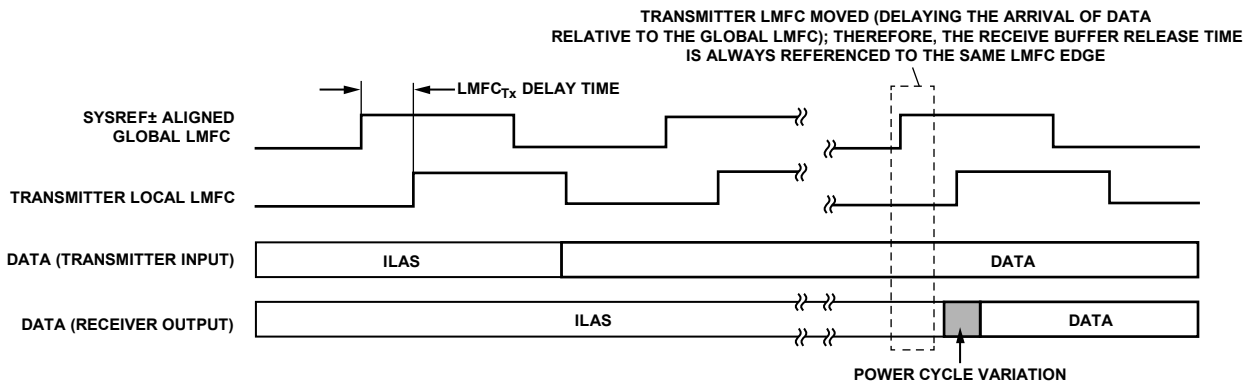 TRANSMITTER LMFC MOVED (DELAYING THE ARRIVAL OF DATA
RELATIVE TO THE GLOBAL LMFC); THEREFORE, THE RECEIVE BUFFER RELEASE TIME
IS ALWAYS REFERENCED TO THE SAME LMFC EDGE
LMFCTx DELAY TIME
SYSREF± ALIGNED
GLOBAL LMFC
TRANSMITTER LOCAL LMFC
DATA (TRANSMITTER INPUT)
ILAS
DATA
DATA (RECEIVER OUTPUT)
ILAS
DATA
POWER CYCLE VARIATION